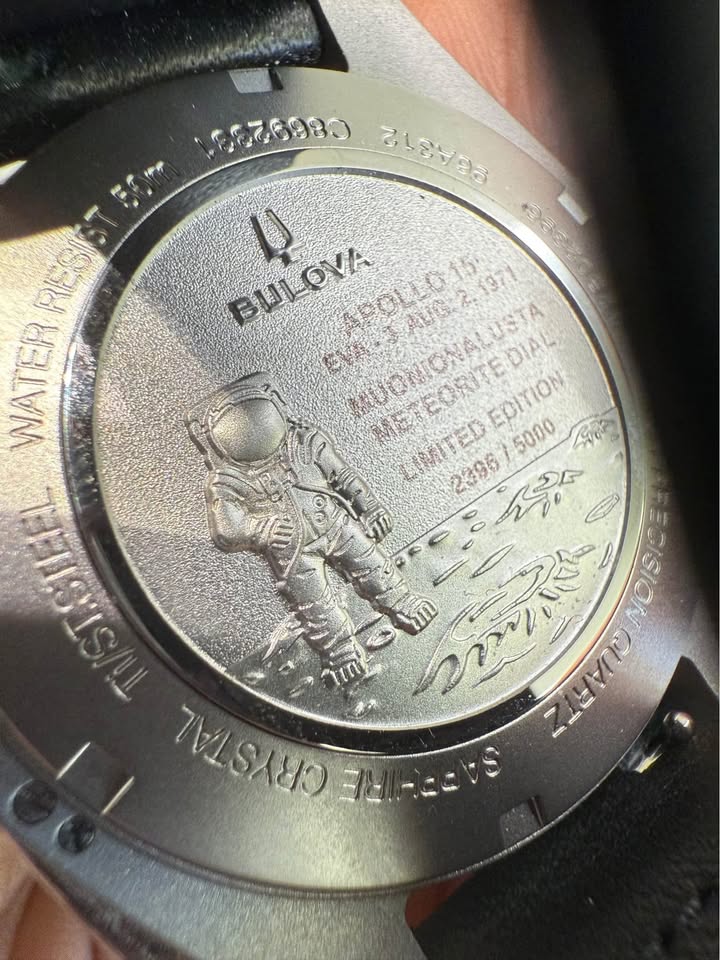 BULOVA
APOLLO 15,
EVA - 3 AUG. 2. 1971
MUONIONALUSTA
METEORITE DIAL
LIMITED EDITION
2396 / 5000
TI/ST.STEEL
WATER RESIST 50m
C8692391
96A312
PRECISION QUARTZ
SAPPHIRE CRYSTAL